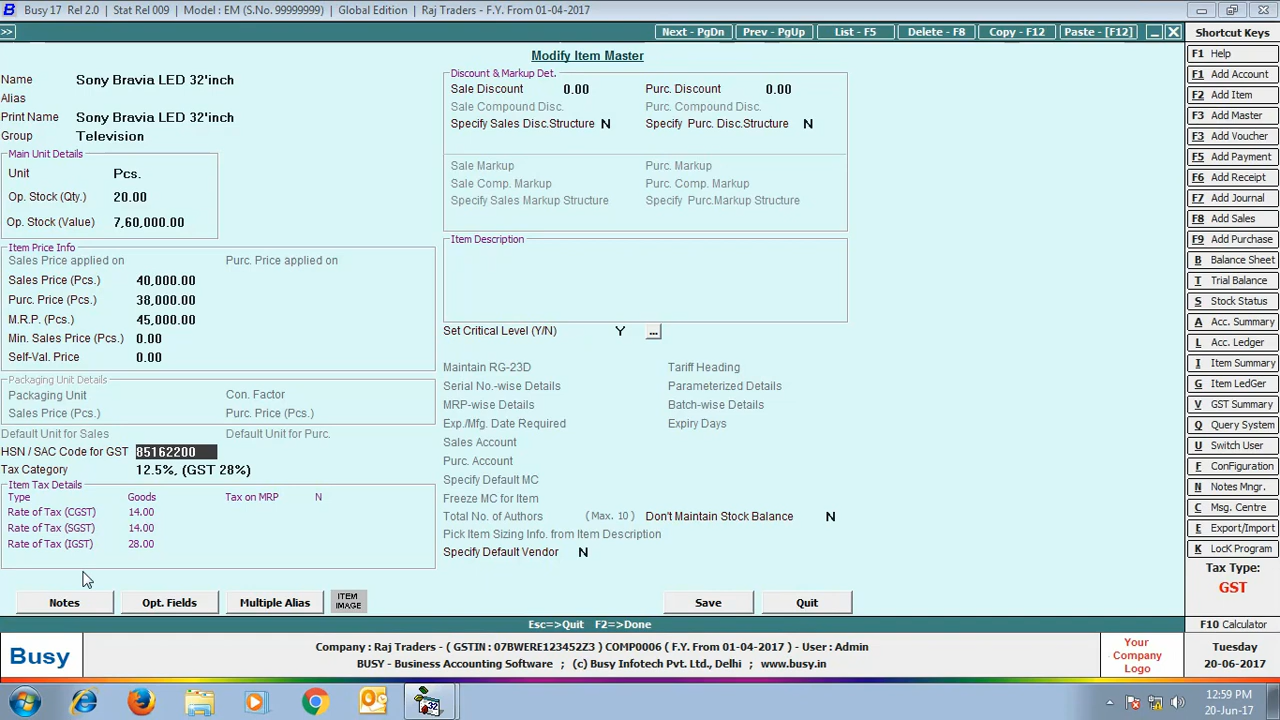 Busy 17 Rel 2.0 | Stat Rel 009 | Model : EM (S.No. 99999999) | Global Edition | Raj Traders - F.Y. From 01-04-2017
>> Next - PgDn Prev - PgUp List - F5 Delete - F8 Copy - F12 Paste - [F12]
Modify Item Master
Name Sony Bravia LED 32'inch
Alias
Print Name Sony Bravia LED 32'inch
Group Television
Main Unit Details
Unit Pcs.
Op. Stock (Qty.) 20.00
Op. Stock (Value) 7,60,000.00
Item Price Info
Sales Price applied on Purc. Price applied on
Sales Price (Pcs.) 40,000.00
Purc. Price (Pcs.) 38,000.00
M.R.P. (Pcs.) 45,000.00
Min. Sales Price (Pcs.) 0.00
Self-Val. Price 0.00
Packaging Unit Details
Packaging Unit Con. Factor
Sales Price (Pcs.) Purc. Price (Pcs.)
Default Unit for Sales Default Unit for Purc.
HSN / SAC Code for GST 85162200
Tax Category 12.5%, (GST 28%)
Item Tax Details
Type Goods Tax on MRP N
Rate of Tax (CGST) 14.00
Rate of Tax (SGST) 14.00
Rate of Tax (IGST) 28.00
Notes Opt. Fields Multiple Alias ITEM IMAGE
Discount & Markup Det.
Sale Discount 0.00 Purc. Discount 0.00
Sale Compound Disc. Purc. Compound Disc.
Specify Sales Disc.Structure N Specify Purc. Disc.Structure N
Sale Markup Purc. Markup
Sale Comp. Markup Purc. Comp. Markup
Specify Sales Markup Structure Specify Purc.Markup Structure
Item Description
Set Critical Level (Y/N) Y ...
Maintain RG-23D Tariff Heading
Serial No.-wise Details Parameterized Details
MRP-wise Details Batch-wise Details
Exp./Mfg. Date Required Expiry Days
Sales Account
Purc. Account
Specify Default MC
Freeze MC for Item
Total No. of Authors (Max. 10) Don't Maintain Stock Balance N
Pick Item Sizing Info. from Item Description
Specify Default Vendor N
Save Quit
Esc=>Quit F2=>Done
Shortcut Keys
F1 Help
F1 Add Account
F2 Add Item
F3 Add Master
F3 Add Voucher
F5 Add Payment
F6 Add Receipt
F7 Add Journal
F8 Add Sales
F9 Add Purchase
B Balance Sheet
T Trial Balance
S Stock Status
A Acc. Summary
L Acc. Ledger
I Item Summary
G Item LedGer
V GST Summary
Q Query System
U Switch User
F ConFiguration
N Notes Mngr.
C Msg. Centre
E Export/Import
K LocK Program
Tax Type:
GST
F10 Calculator
Busy
Company : Raj Traders - ( GSTIN : 07BWERE123452Z3 ) COMP0006 ( F.Y. From 01-04-2017 ) - User : Admin
BUSY - Business Accounting Software ; (c) Busy Infotech Pvt. Ltd., Delhi ; www.busy.in
Your
Company
Logo
Tuesday
20-06-2017
32
12:59 PM
20-Jun-17